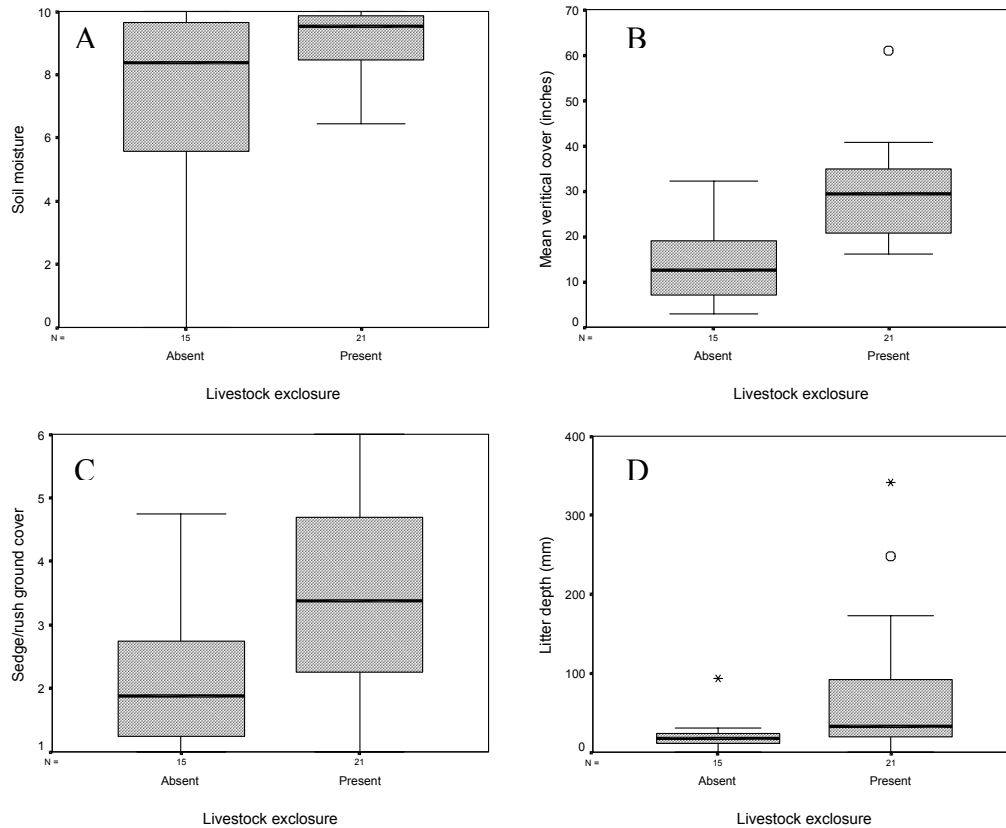 A
Soil moisture
10
8
6
4
2
0
N = 15 21
Absent Present
Livestock exclosure
B
Mean veritical cover (inches)
70
60
50
40
30
20
10
0
N = 15 21
Absent Present
Livestock exclosure
C
Sedge/rush ground cover
6
5
4
3
2
1
N = 15 21
Absent Present
Livestock exclosure
D
Litter depth (mm)
400
300
200
100
0
N = 15 21
Absent Present
Livestock exclosure